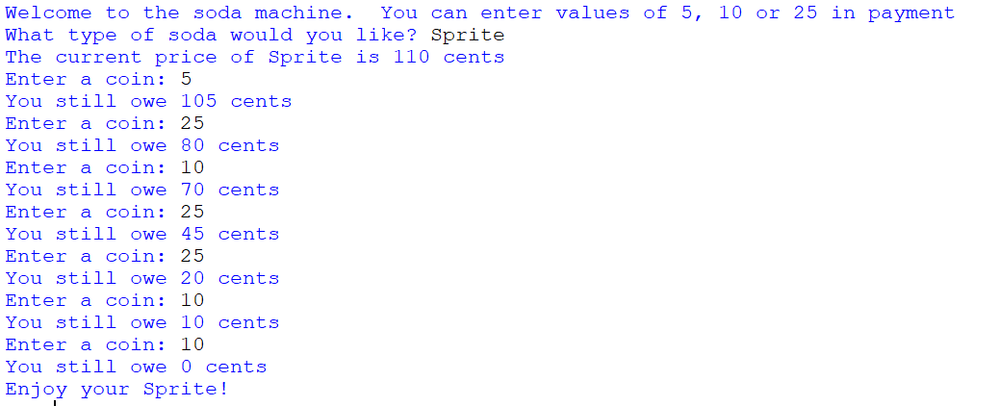 Welcome to the soda machine.  You can enter values of 5, 10 or 25 in payment
What type of soda would you like? Sprite
The current price of Sprite is 110 cents
Enter a coin: 5
You still owe 105 cents
Enter a coin: 25
You still owe 80 cents
Enter a coin: 10
You still owe 70 cents
Enter a coin: 25
You still owe 45 cents
Enter a coin: 25
You still owe 20 cents
Enter a coin: 10
You still owe 10 cents
Enter a coin: 10
You still owe 0 cents
Enjoy your Sprite!